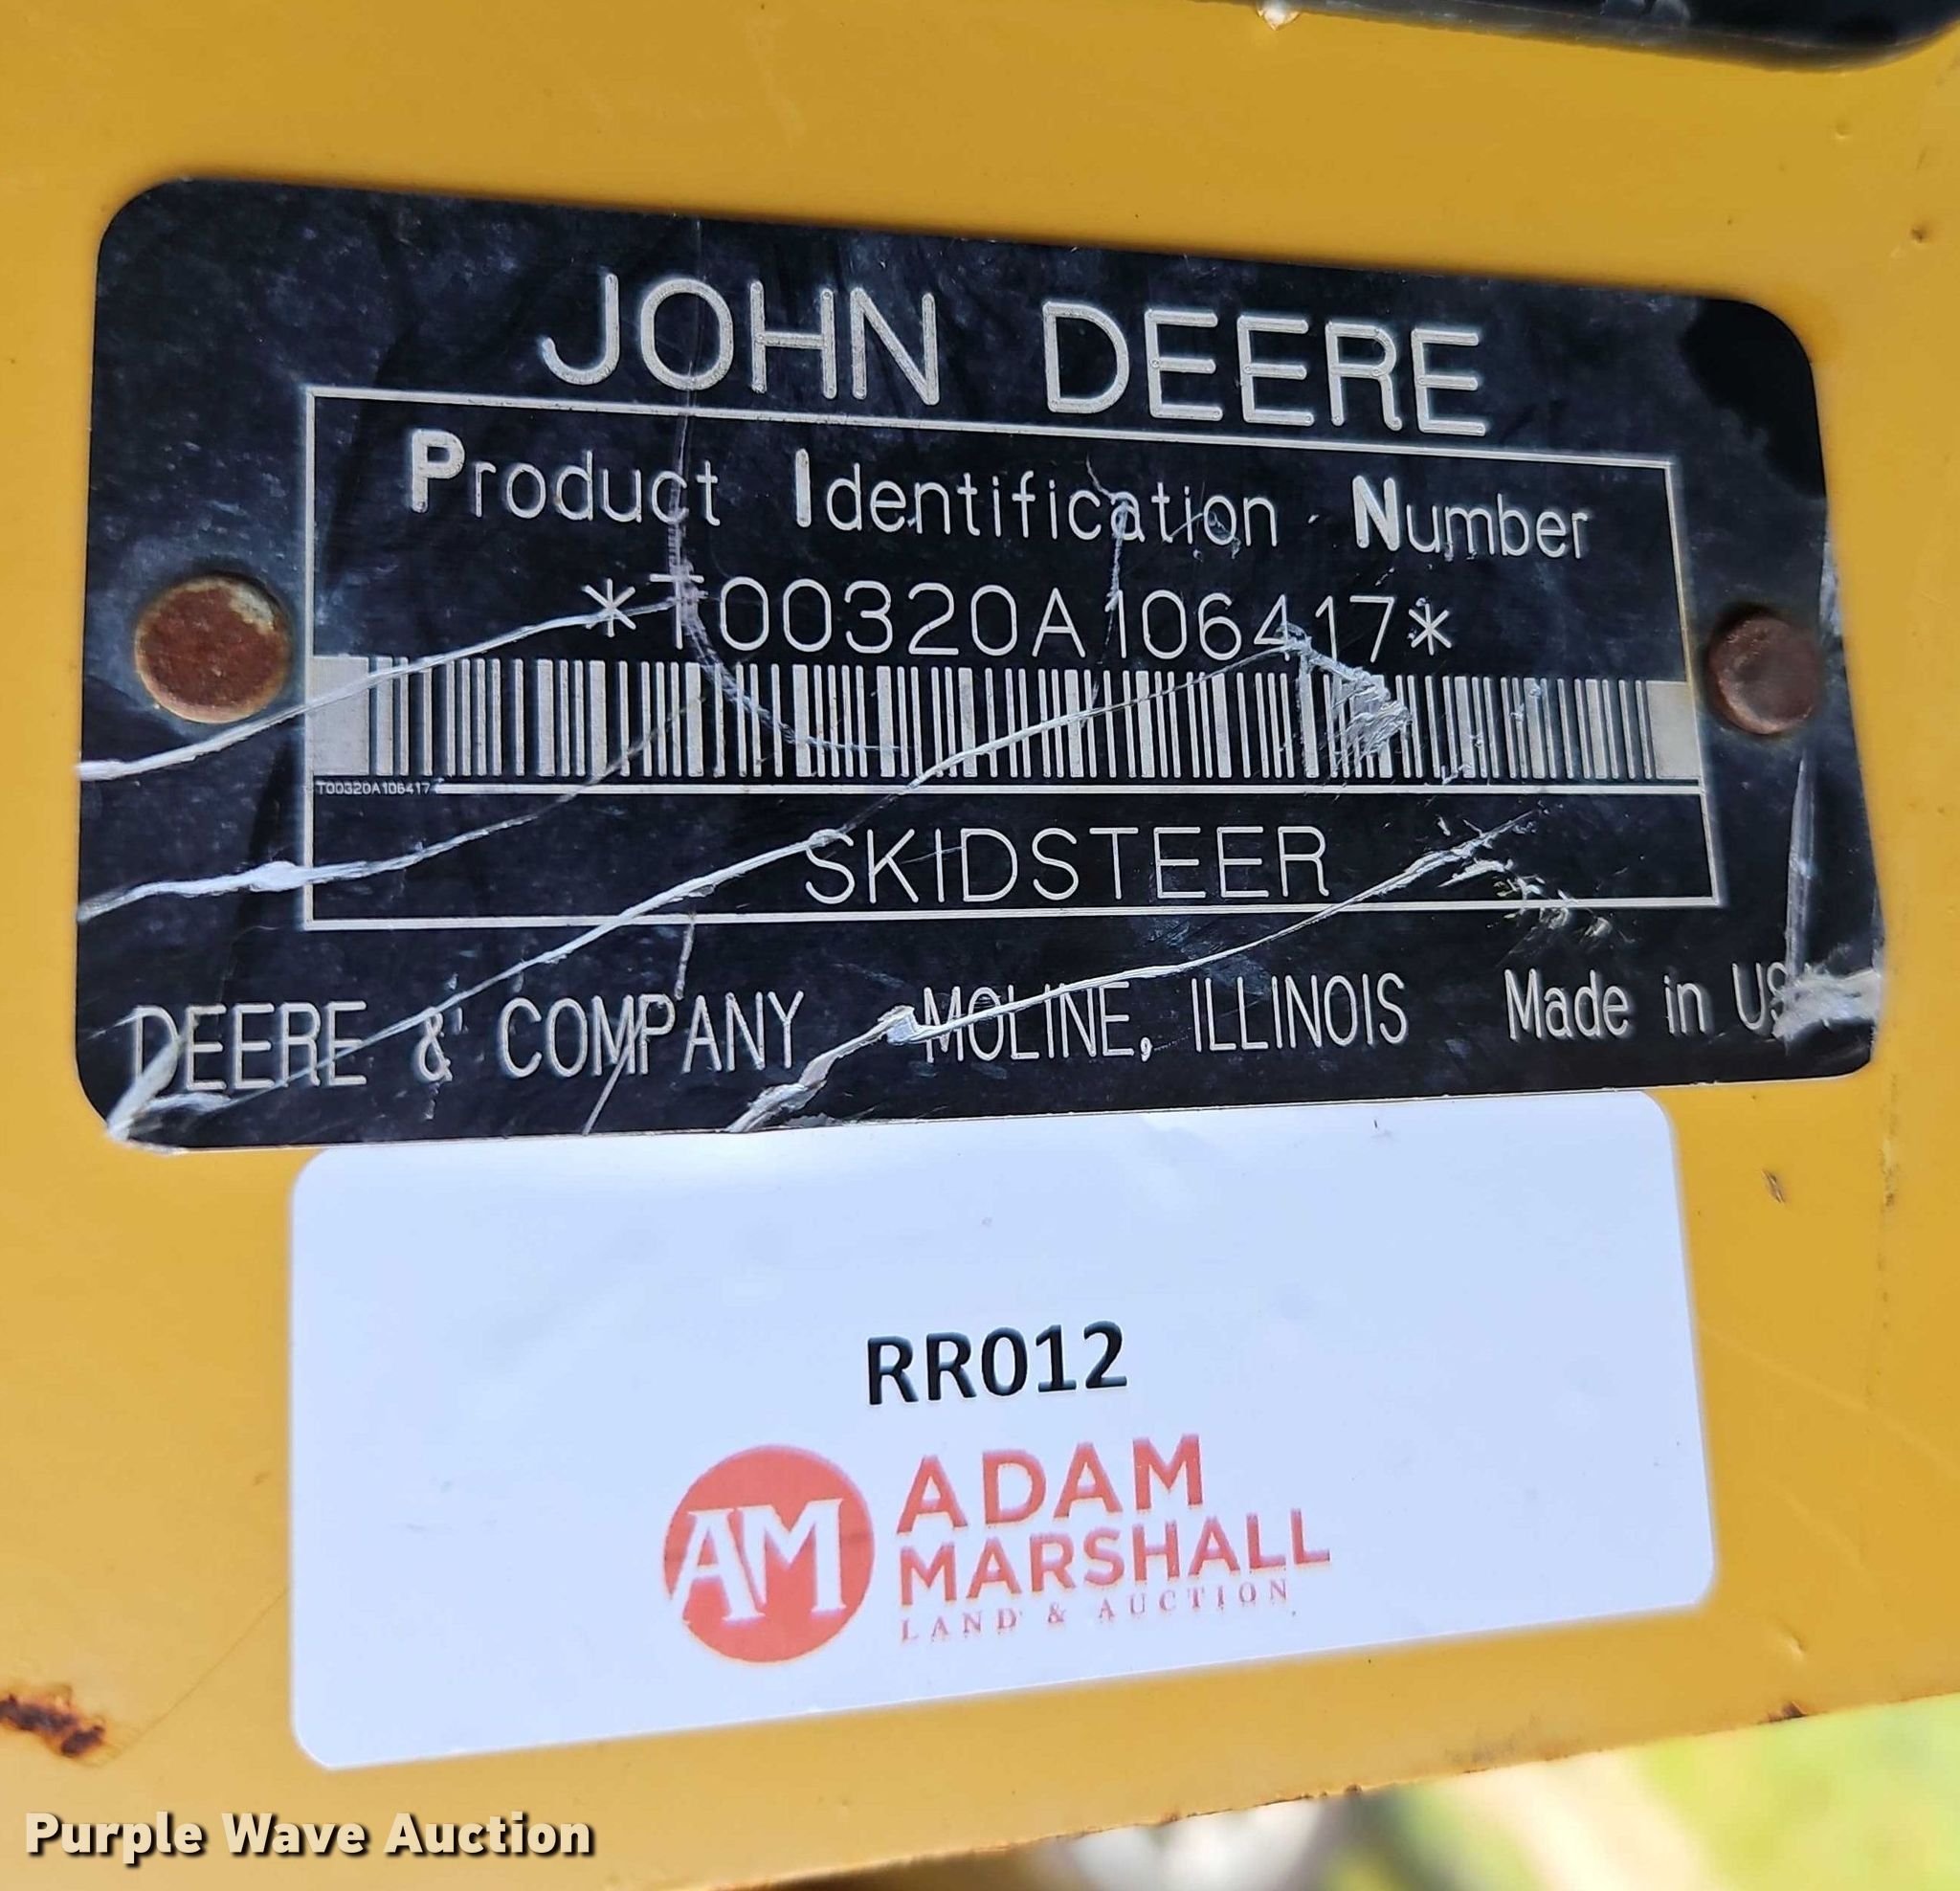 JOHN DEERE
Product Identification Number
*T00320A106417*
T00320A106417
SKIDSTEER
DEERE & COMPANY MOLINE, ILLINOIS Made in USA
RR012
AM
ADAM
MARSHALL
LAND & AUCTION
Purple Wave Auction